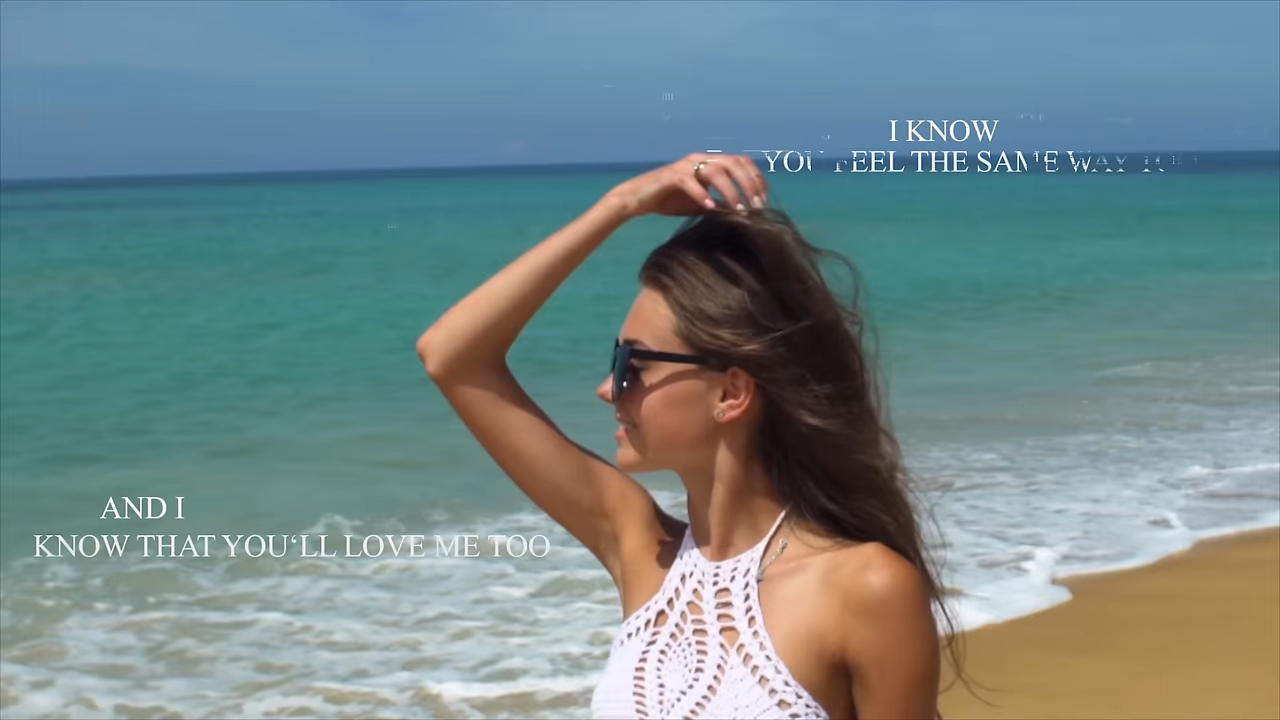 I KNOW
YOU FEEL THE SAME WAY
AND I
KNOW THAT YOU‘LL LOVE ME TOO